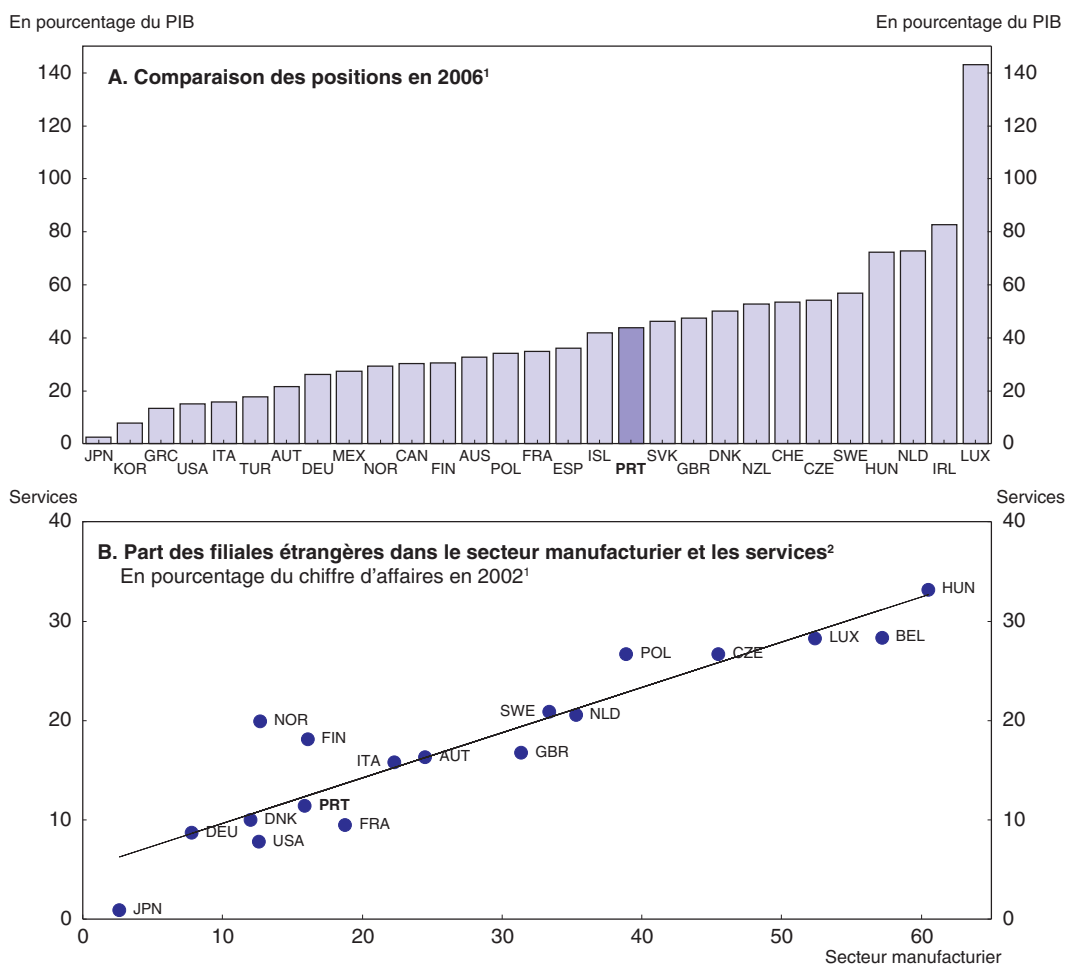 En pourcentage du PIB En pourcentage du PIB
A. Comparaison des positions en 2006¹
140 140
120 120
100 100
80 80
60 60
40 40
20 20
0 0
JPN GRC ITA AUT MEX CAN AUS FRA ISL SVK DNK CHE SWE NLD LUX
KOR USA TUR DEU NOR FIN POL ESP PRT GBR NZL CZE HUN IRL
Services Services
40 40
B. Part des filiales étrangères dans le secteur manufacturier et les services²
En pourcentage du chiffre d'affaires en 2002¹
HUN
30 30
LUX BEL
POL CZE
SWE NLD
20 NOR 20
FIN
GBR
ITA AUT
PRT
10 DNK FRA 10
DEU
USA
JPN
0 0
0 10 20 30 40 50 60
Secteur manufacturier